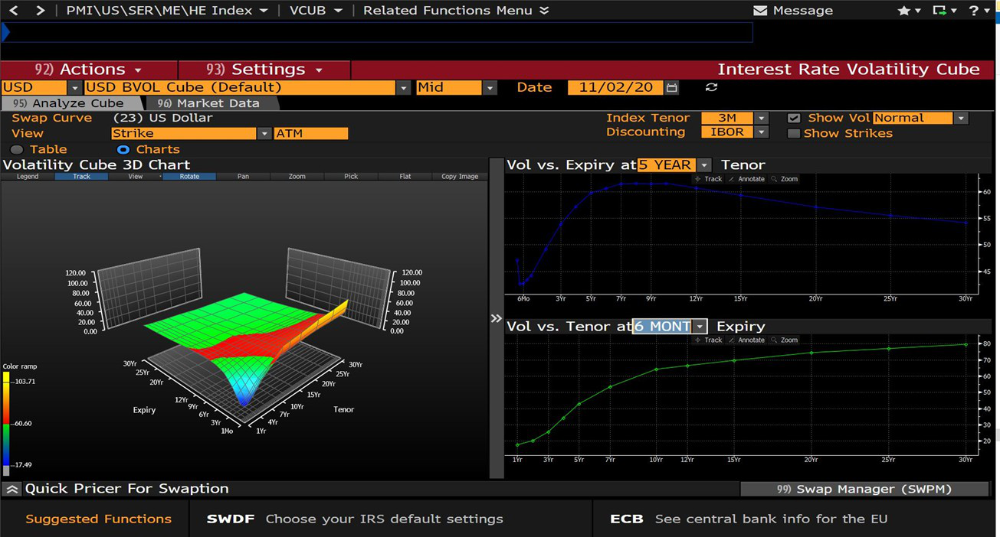 PMI\US\SER\ME\HE Index VCUB Related Functions Menu Message ?
92) Actions 93) Settings Interest Rate Volatility Cube
USD USD BVOL Cube (Default) Mid Date 11/02/20
95) Analyze Cube 96) Market Data
Swap Curve (23) US Dollar Index Tenor 3M Show Vol Normal
View Strike ATM Discounting IBOR Show Strikes
Table Charts
Volatility Cube 3D Chart
Legend Track View Rotate Pan Zoom Pick Flat Copy Image
120.00 120.00
100.00 100.00
80.00 80.00
60.00 60.00
40.00 40.00
20.00 20.00
0.00 0.00
Color ramp
103.71
60.60
17.49
30Yr 25Yr 20Yr 12Yr 9Yr 6Yr 3Yr 1Mo
Expiry
30Yr 25Yr 20Yr 15Yr 10Yr 7Yr 4Yr 1Yr
Tenor
Vol vs. Expiry at 5 YEAR Tenor
Track Annotate Zoom
60
55
50
45
6Mo 3Yr 5Yr 7Yr 9Yr 12Yr 15Yr 20Yr 25Yr 30Yr
Vol vs. Tenor at 6 MONT Expiry
Track Annotate Zoom
80
70
60
50
40
30
20
1Yr 3Yr 5Yr 7Yr 10Yr 12Yr 15Yr 20Yr 25Yr 30Yr
Quick Pricer For Swaption 99) Swap Manager (SWPM)
Suggested Functions SWDF Choose your IRS default settings ECB See central bank info for the EU